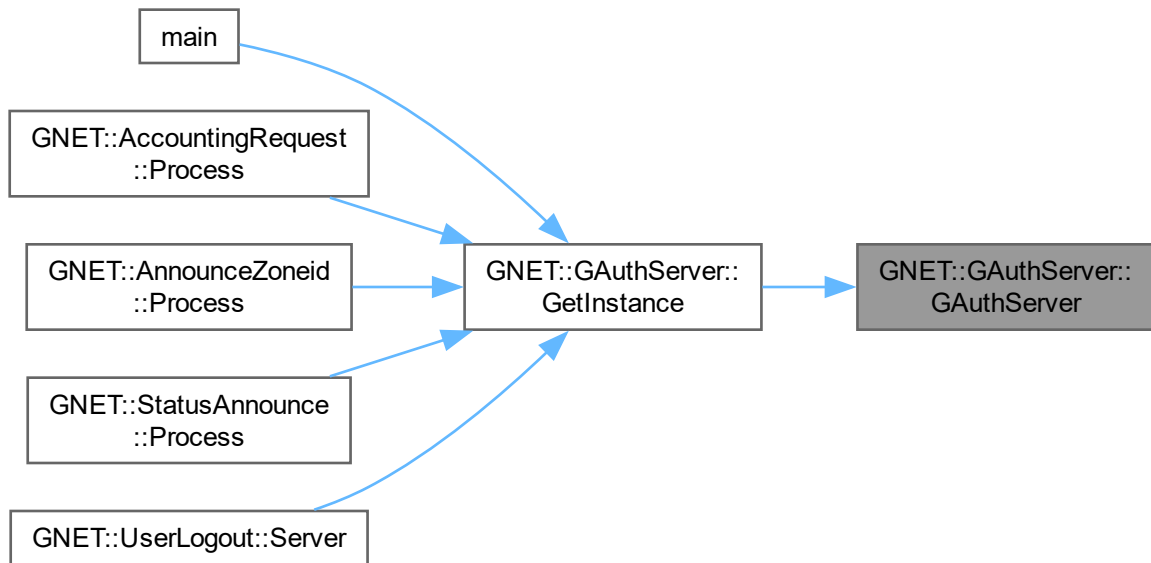 main
GNET::AccountingRequest
::Process
GNET::AnnounceZoneid
::Process
GNET::StatusAnnounce
::Process
GNET::UserLogout::Server
GNET::GAuthServer::
GetInstance
GNET::GAuthServer::
GAuthServer